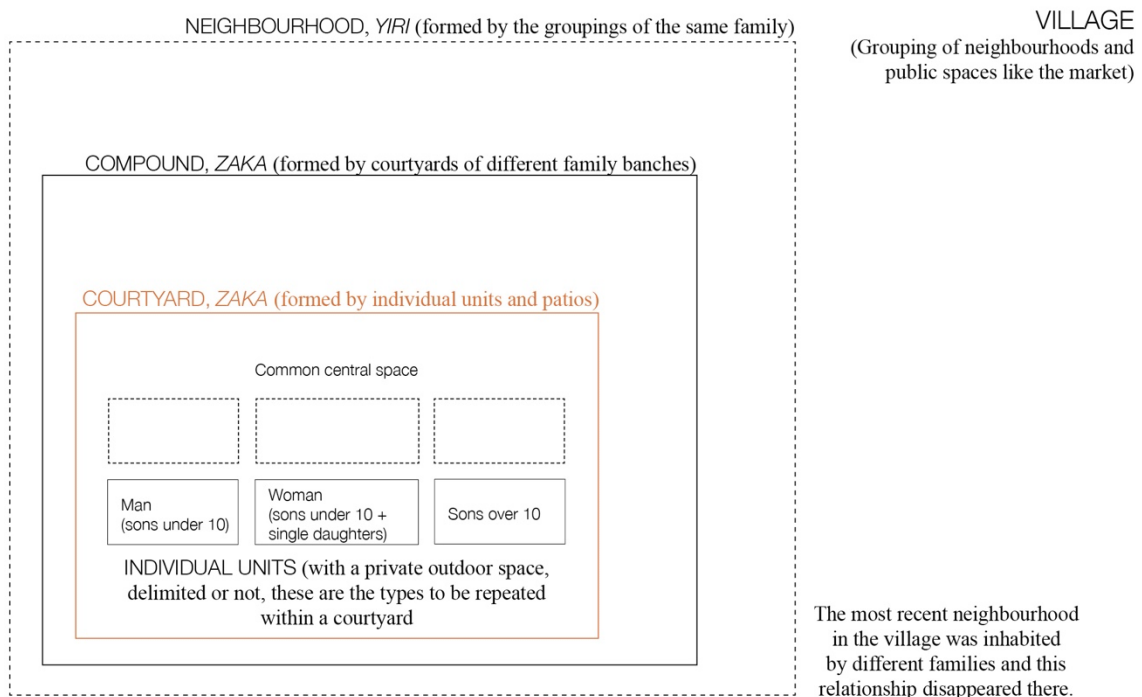 NEIGHBOURHOOD, YIRI (formed by the groupings of the same family)
VILLAGE
(Grouping of neighbourhoods and
public spaces like the market)
COMPOUND, ZAKA (formed by courtyards of different family banches)
COURTYARD, ZAKA (formed by individual units and patios)
Common central space
Man
(sons under 10)
Woman
(sons under 10 +
single daughters)
Sons over 10
INDIVIDUAL UNITS (with a private outdoor space,
delimited or not, these are the types to be repeated
within a courtyard
The most recent neighbourhood
in the village was inhabited
by different families and this
relationship disappeared there.